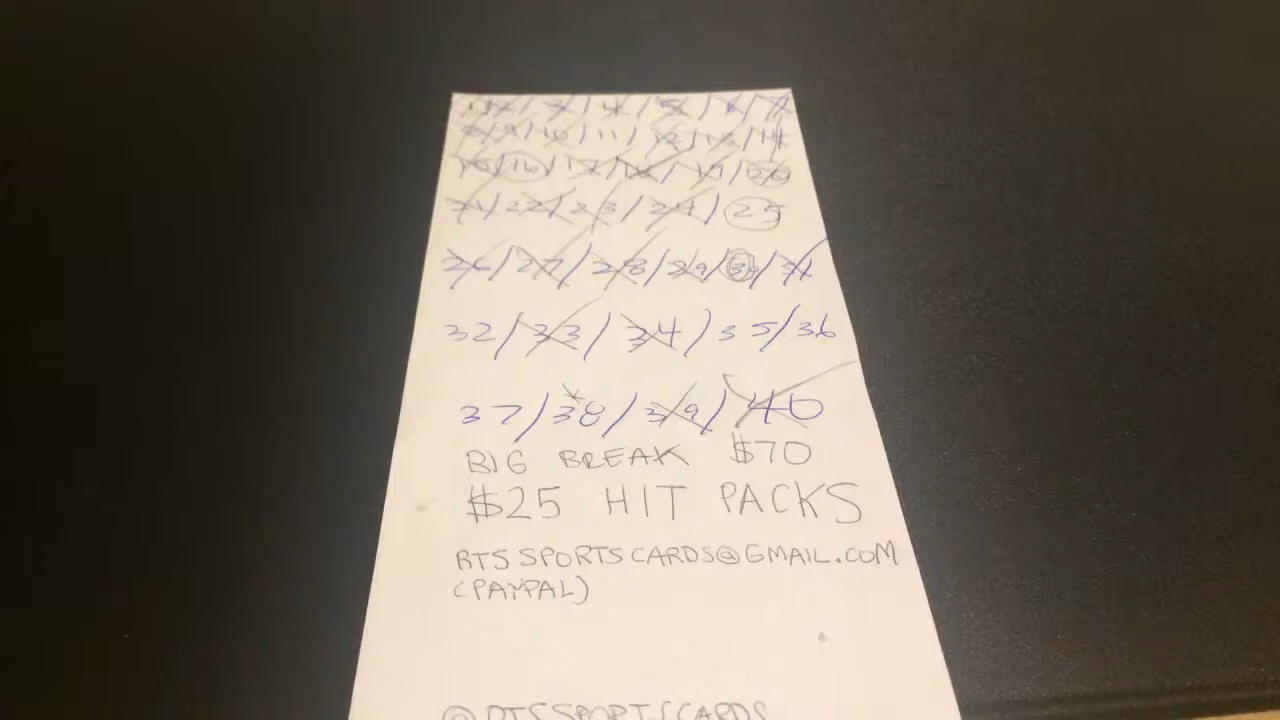 1/2/3/4/5/6/7
8/9/10/11/12/13/14
15/16/17/18/19/20
21/22/23/24/25
26/27/28/29/30/31
32/33/34/35/36
37/38/39/40
BIG BREAK $70
$25 HIT PACKS
RTSSPORTSCARDS@GMAIL.COM
(PAYPAL)
@RTSSPORTSCARDS